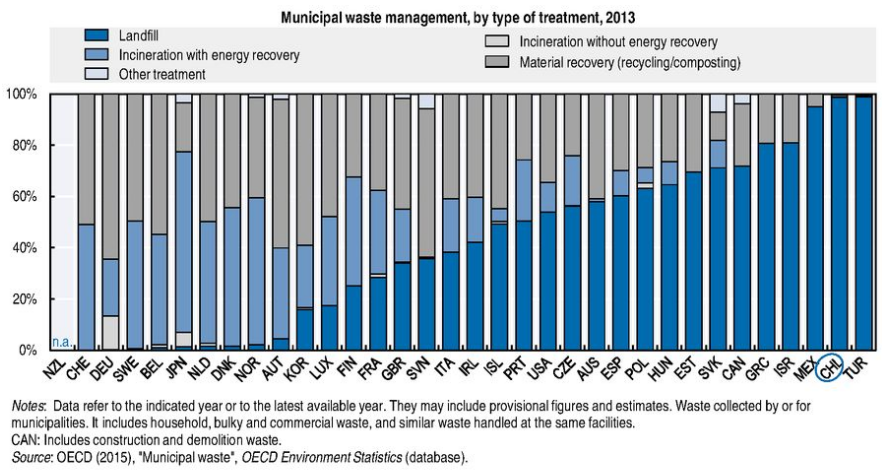 Municipal waste management, by type of treatment, 2013
Landfill
Incineration with energy recovery
Other treatment
Incineration without energy recovery
Material recovery (recycling/composting)
100%
80%
60%
40%
20%
0%
n.a.
NZL CHE DEU SWE BEL JPN NLD DNK NOR AUT KOR LUX FIN FRA GBR SVN ITA IRL ISL PRT USA CZE AUS ESP POL HUN EST SVK CAN GRC ISR MEX CHL TUR
Notes: Data refer to the indicated year or to the latest available year. They may include provisional figures and estimates. Waste collected by or for
municipalities. It includes household, bulky and commercial waste, and similar waste handled at the same facilities.
CAN: Includes construction and demolition waste.
Source: OECD (2015), "Municipal waste", OECD Environment Statistics (database).